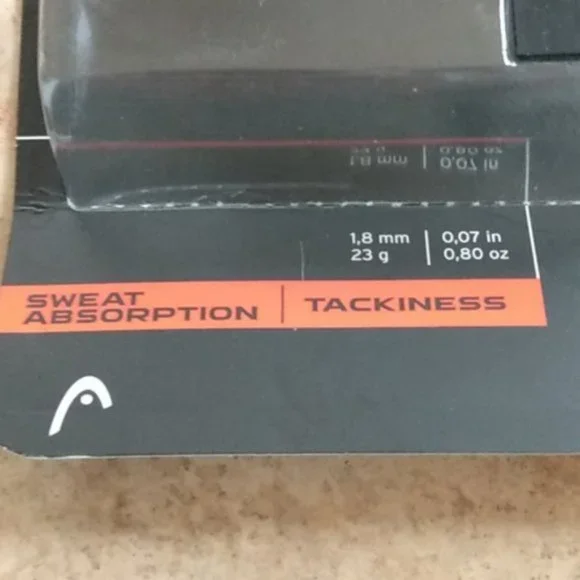 1,8 mm | 0,07 in
23 g | 0,80 oz
SWEAT
ABSORPTION | TACKINESS